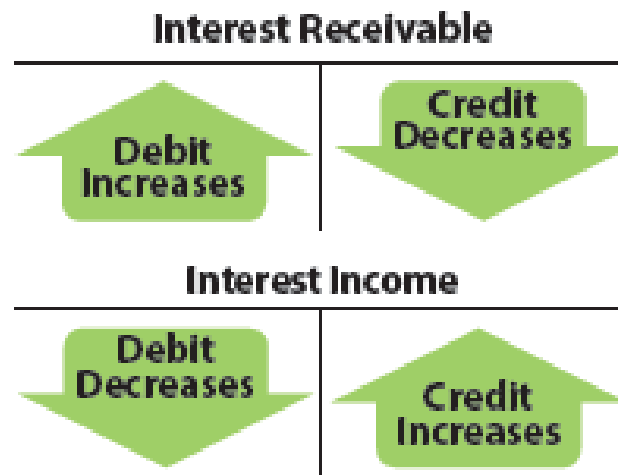 Interest Receivable
Debit
Increases
Credit
Decreases
Interest Income
Debit
Decreases
Credit
Increases